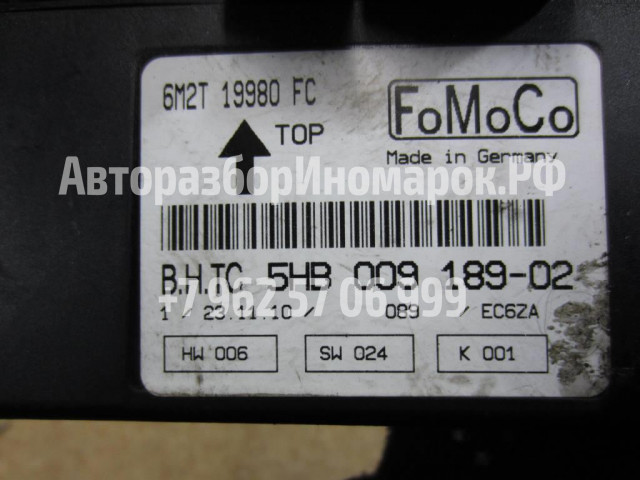 6M2T 19980 FC
FoMoCo
TOP
Made in Germany
АвторазборИномарок.РФ
B.H.TC 5HB 009 189-02
+7 962 57 06 999
1 / 23.11.10 / 089 / EC6ZA
HW 006
SW 024
K 001